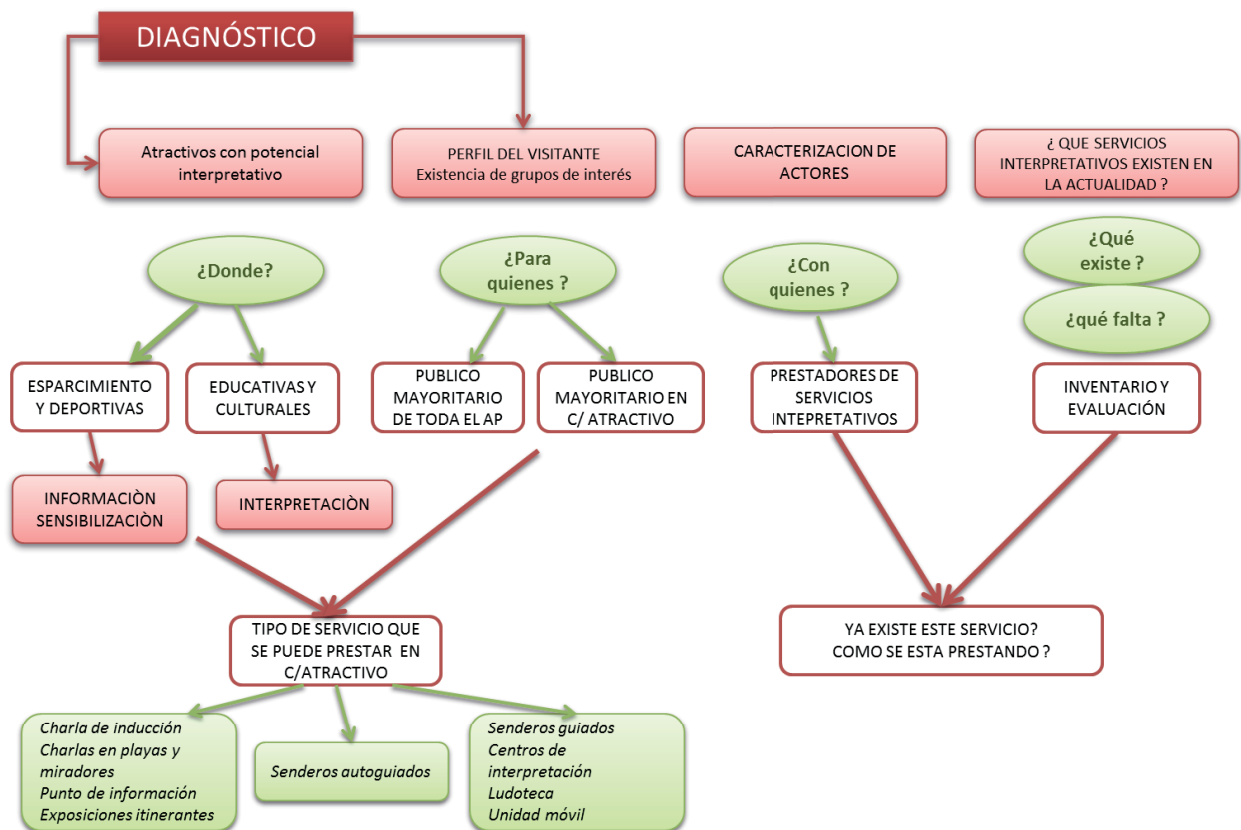 DIAGNÓSTICO
Atractivos con potencial
interpretativo
PERFIL DEL VISITANTE
Existencia de grupos de interés
CARACTERIZACION DE
ACTORES
¿ QUE SERVICIOS
INTERPRETATIVOS EXISTEN EN
LA ACTUALIDAD ?
¿Donde?
¿Para
quienes ?
¿Con
quienes ?
¿Qué
existe ?
¿qué falta ?
ESPARCIMIENTO
Y DEPORTIVAS
EDUCATIVAS Y
CULTURALES
PUBLICO
MAYORITARIO
DE TODA EL AP
PUBLICO
MAYORITARIO EN
C/ ATRACTIVO
PRESTADORES DE
SERVICIOS
INTEPRETATIVOS
INVENTARIO Y
EVALUACIÓN
INFORMACIÒN
SENSIBILIZACIÒN
INTERPRETACIÒN
TIPO DE SERVICIO QUE
SE PUEDE PRESTAR EN
C/ATRACTIVO
YA EXISTE ESTE SERVICIO?
COMO SE ESTA PRESTANDO ?
Charla de inducción
Charlas en playas y
miradores
Punto de información
Exposiciones itinerantes
Senderos autoguiados
Senderos guiados
Centros de
interpretación
Ludoteca
Unidad móvil